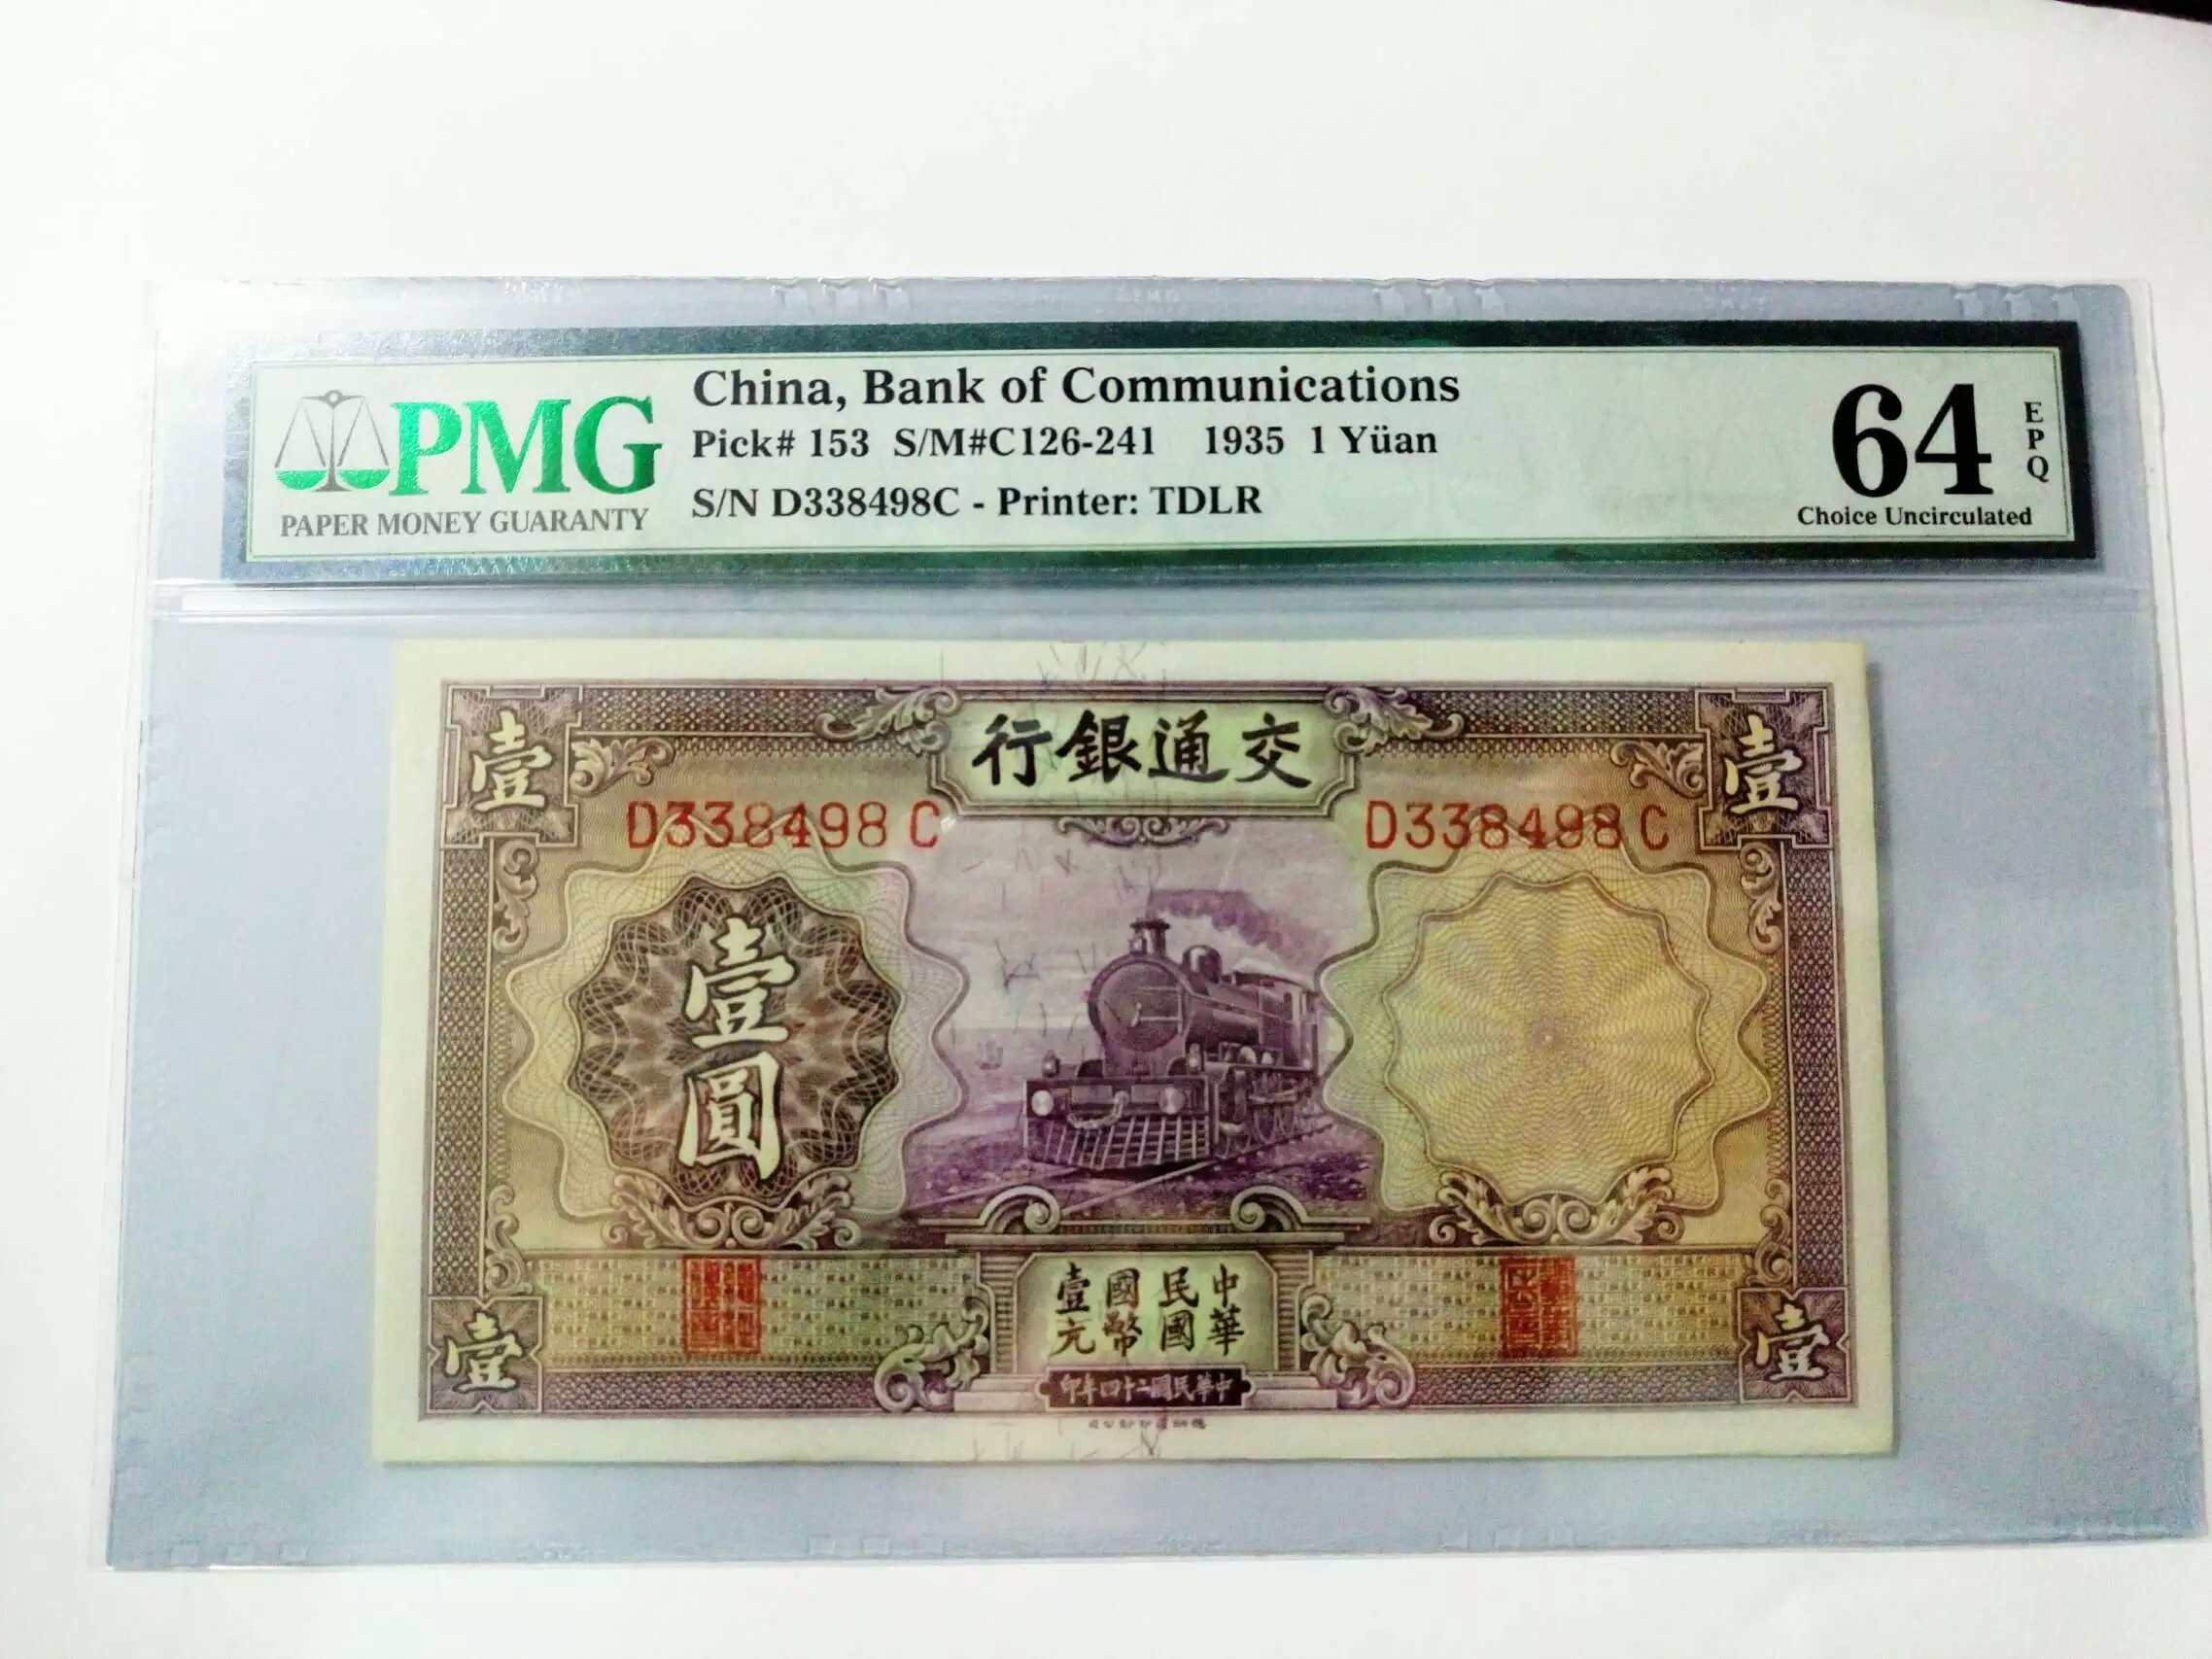 PMG
PAPER MONEY GUARANTY
China, Bank of Communications
Pick# 153 S/M#C126-241 1935 1 Yüan
S/N D338498C - Printer: TDLR
64
EPQ
Choice Uncirculated
壹
行銀通交
壹
D338498 C
D338498 C
壹圓
中華民國國幣壹元
壹
壹
印年四十二國民華中